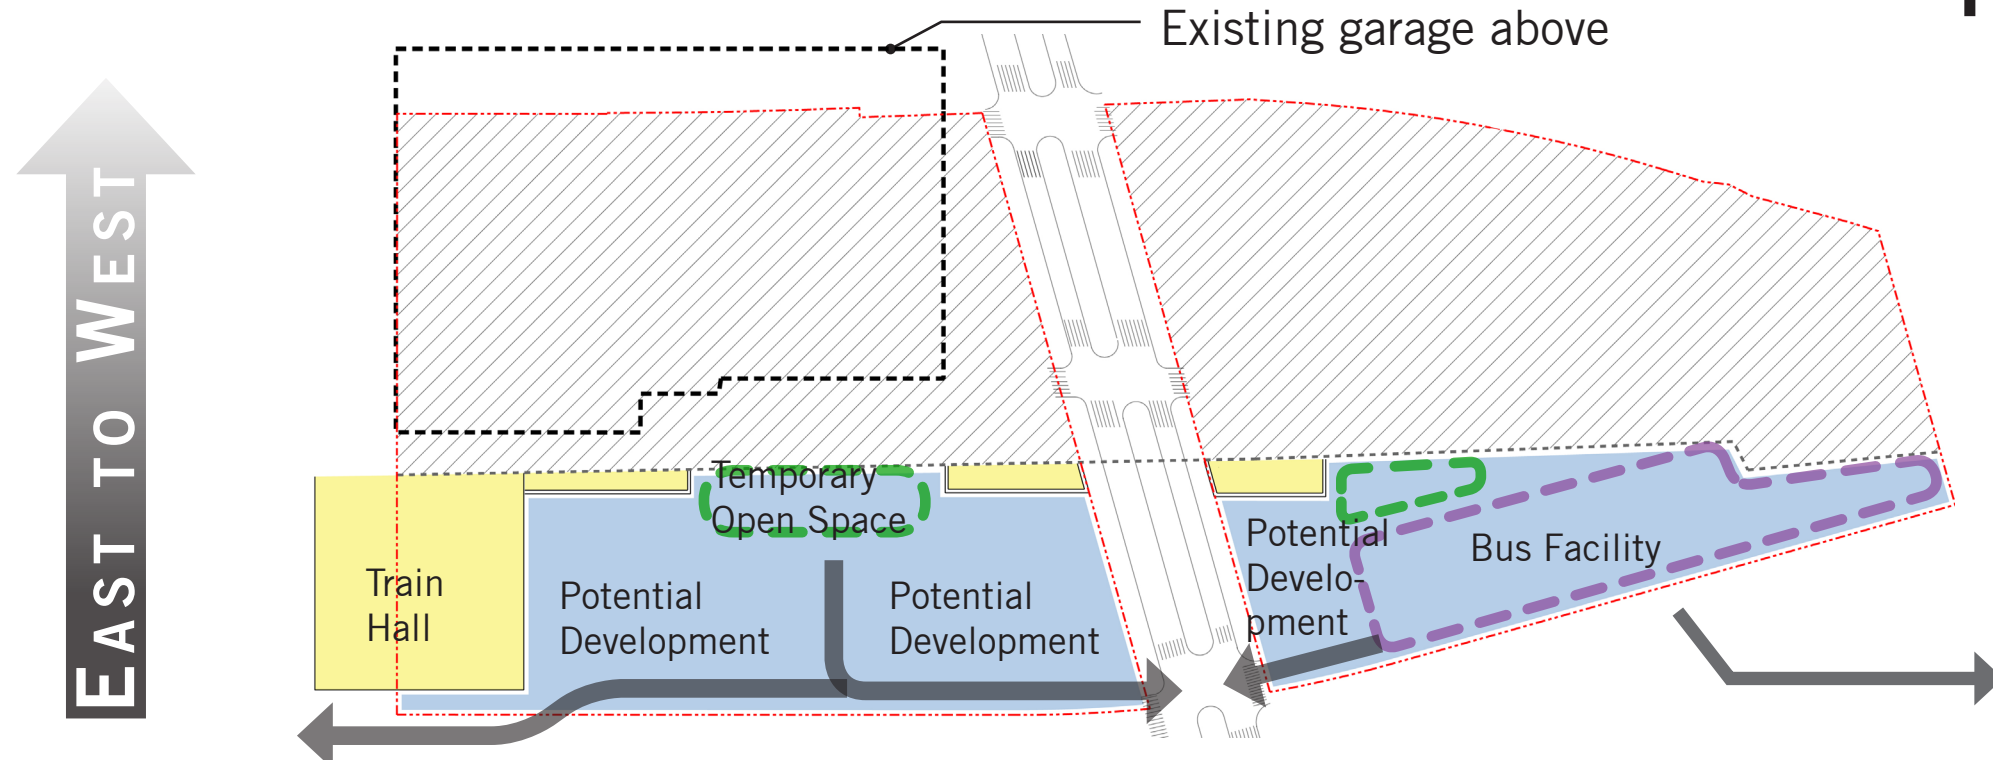 Existing garage above
EAST TO WEST
Temporary
Open Space
Train
Hall
Potential
Development
Potential
Development
Potential
Develo-
pment
Bus Facility